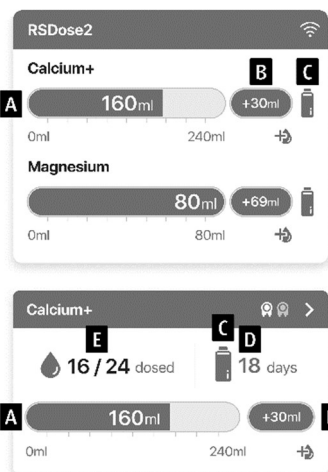 RSDose2
Calcium+
B
C
A
160ml
+30ml
0ml
240ml
Magnesium
80ml
+69ml
0ml
80ml
Calcium+
E
C
D
16 / 24 dosed
18 days
A
160ml
+30ml
0ml
240ml